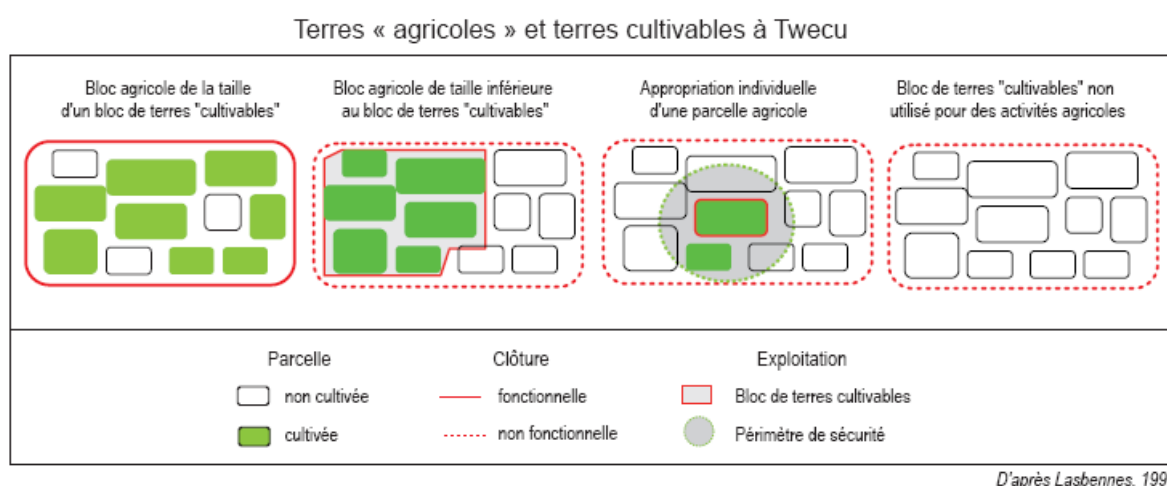 Terres « agricoles » et terres cultivables à Twecu
Bloc agricole de la taille
d'un bloc de terres "cultivables"
Bloc agricole de taille inférieure
au bloc de terres "cultivables"
Appropriation individuelle
d'une parcelle agricole
Bloc de terres "cultivables" non
utilisé pour des activités agricoles
Parcelle
non cultivée
cultivée
Clôture
fonctionnelle
non fonctionnelle
Exploitation
Bloc de terres cultivables
Périmètre de sécurité
D'après Lasbennes, 199